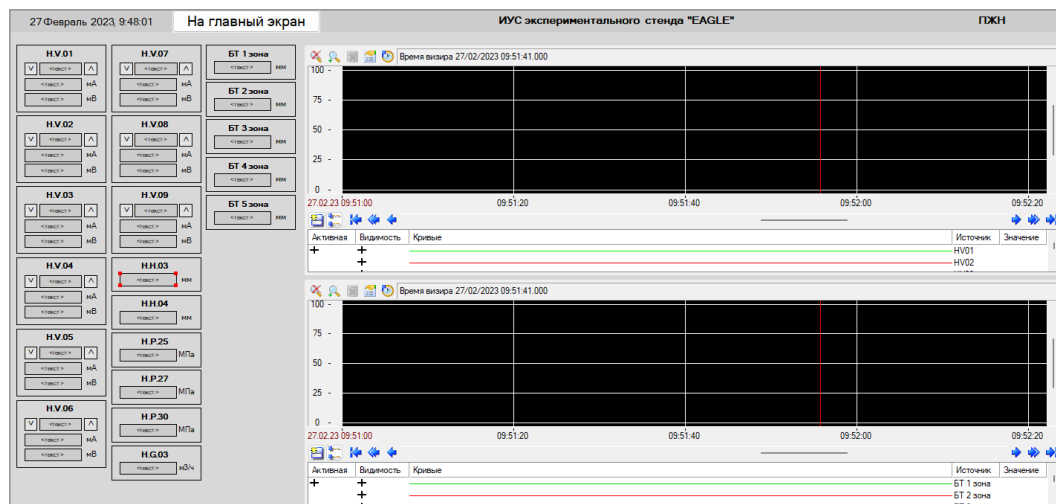 27 Февраль 2023, 9:48:01 На главный экран ИУС экспериментального стенда "EAGLE" ПЖН
H.V.01
V <текст> Λ
<текст> мА
<текст> мВ
H.V.02
V <текст> Λ
<текст> мА
<текст> мВ
H.V.03
V <текст> Λ
<текст> мА
<текст> мВ
H.V.04
V <текст> Λ
<текст> мА
<текст> мВ
H.V.05
V <текст> Λ
<текст> мА
<текст> мВ
H.V.06
V <текст> Λ
<текст> мА
<текст> мВ
H.V.07
V <текст> Λ
<текст> мА
<текст> мВ
H.V.08
V <текст> Λ
<текст> мА
<текст> мВ
H.V.09
V <текст> Λ
<текст> мА
<текст> мВ
H.H.03
<текст> мм
H.H.04
<текст> мм
H.P.25
<текст> МПа
H.P.27
<текст> МПа
H.P.30
<текст> МПа
H.G.03
<текст> м3/ч
БТ 1 зона
<текст> мм
БТ 2 зона
<текст> мм
БТ 3 зона
<текст> мм
БТ 4 зона
<текст> мм
БТ 5 зона
<текст> мм
Время визира 27/02/2023 09:51:41.000
100 -
75 -
50 -
25 -
0 -
27.02.23 09:51:00 09:51:20 09:51:40 09:52:00 09:52:20
Активная Видимость Кривые Источник Значение
HV01
HV02
Время визира 27/02/2023 09:51:41.000
100 -
75 -
50 -
25 -
0 -
27.02.23 09:51:00 09:51:20 09:51:40 09:52:00 09:52:20
Активная Видимость Кривые Источник Значение
БТ 1 зона
БТ 2 зона